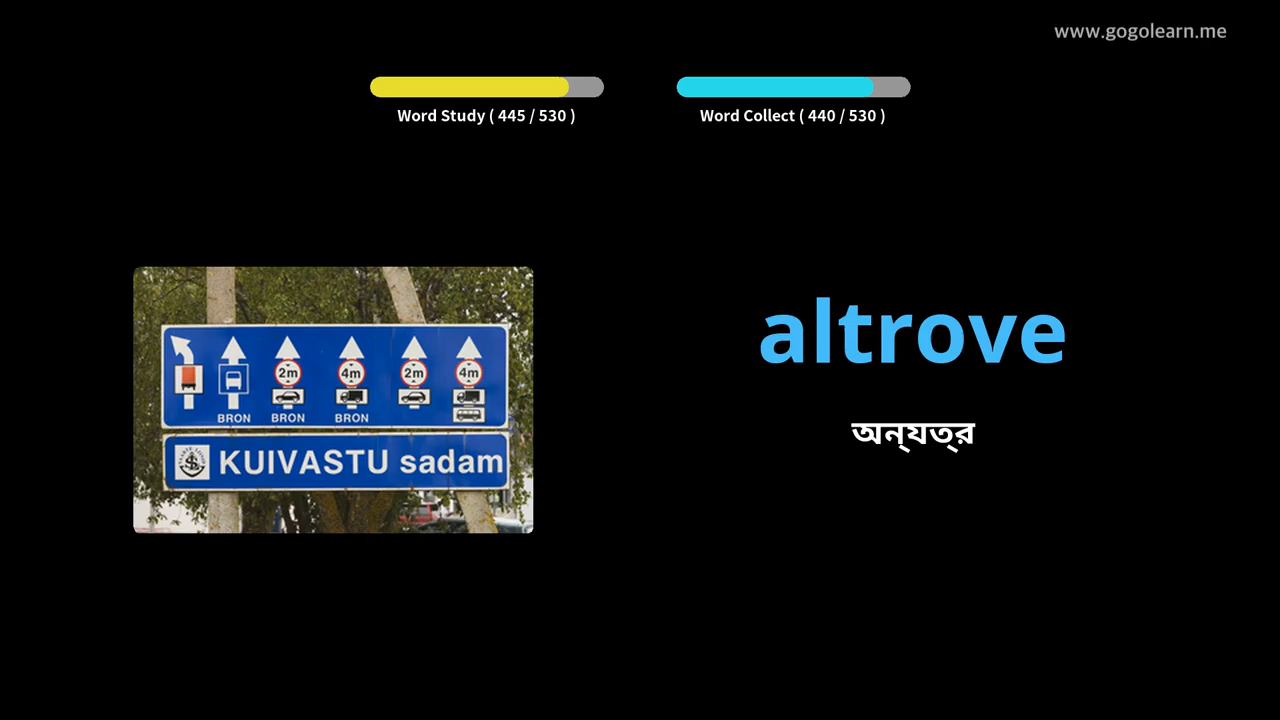 www.gogolearn.me
Word Study ( 445 / 530 )
Word Collect ( 440 / 530 )
altrove
অন্যত্র
2m
4m
2m
4m
BRON
BRON
BRON
KUIVASTU sadam